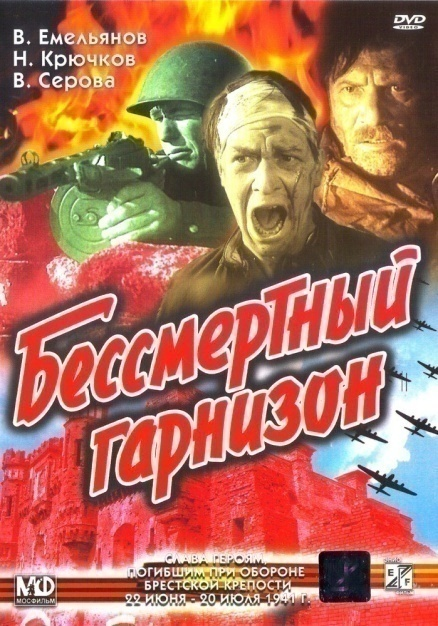 В. Емельянов
Н. Крючков
В. Серова
DVD
VIDEO
Бессмертный
гарнизон
СЛАВА ГЕРОЯМ,
ПОГИБШИМ ПРИ ОБОРОНЕ
БРЕСТСКОЙ КРЕПОСТИ
22 ИЮНЯ - 20 ИЮЛЯ 1941 Г.
МОСФИЛЬМ